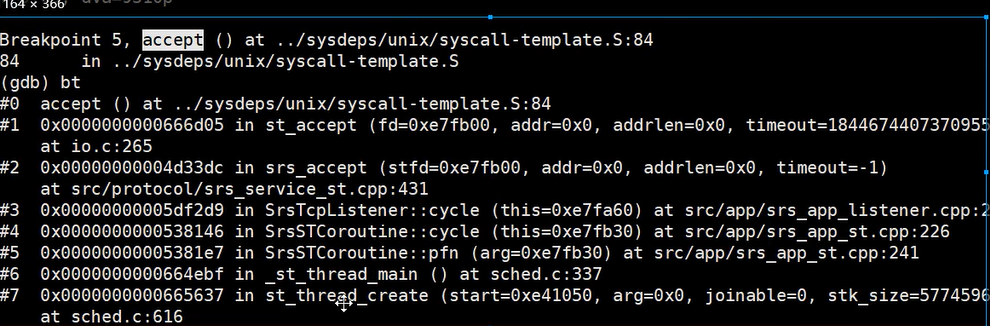 164 × 366
Breakpoint 5, accept () at ../sysdeps/unix/syscall-template.S:84
84      in ../sysdeps/unix/syscall-template.S
(gdb) bt
#0  accept () at ../sysdeps/unix/syscall-template.S:84
#1  0x0000000000666d05 in st_accept (fd=0xe7fb00, addr=0x0, addrlen=0x0, timeout=1844674407370955
    at io.c:265
#2  0x00000000004d33dc in srs_accept (stfd=0xe7fb00, addr=0x0, addrlen=0x0, timeout=-1)
    at src/protocol/srs_service_st.cpp:431
#3  0x00000000005df2d9 in SrsTcpListener::cycle (this=0xe7fa60) at src/app/srs_app_listener.cpp:2
#4  0x0000000000538146 in SrsSTCoroutine::cycle (this=0xe7fb30) at src/app/srs_app_st.cpp:226
#5  0x00000000005381e7 in SrsSTCoroutine::pfn (arg=0xe7fb30) at src/app/srs_app_st.cpp:241
#6  0x0000000000664ebf in _st_thread_main () at sched.c:337
#7  0x0000000000665637 in st_thread_create (start=0xe41050, arg=0x0, joinable=0, stk_size=5774596
    at sched.c:616